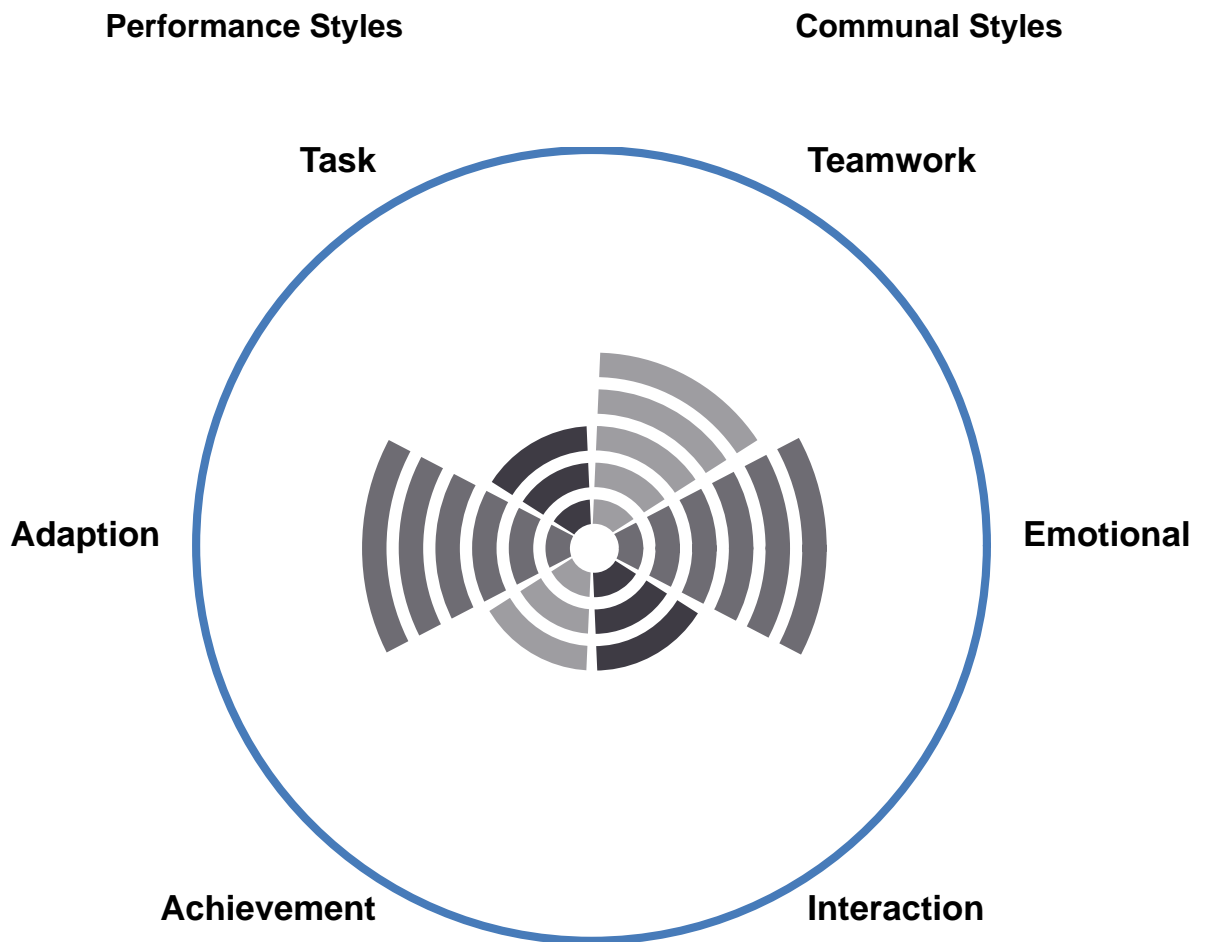 Performance Styles
Communal Styles
Task
Teamwork
Adaption
Emotional
Achievement
Interaction